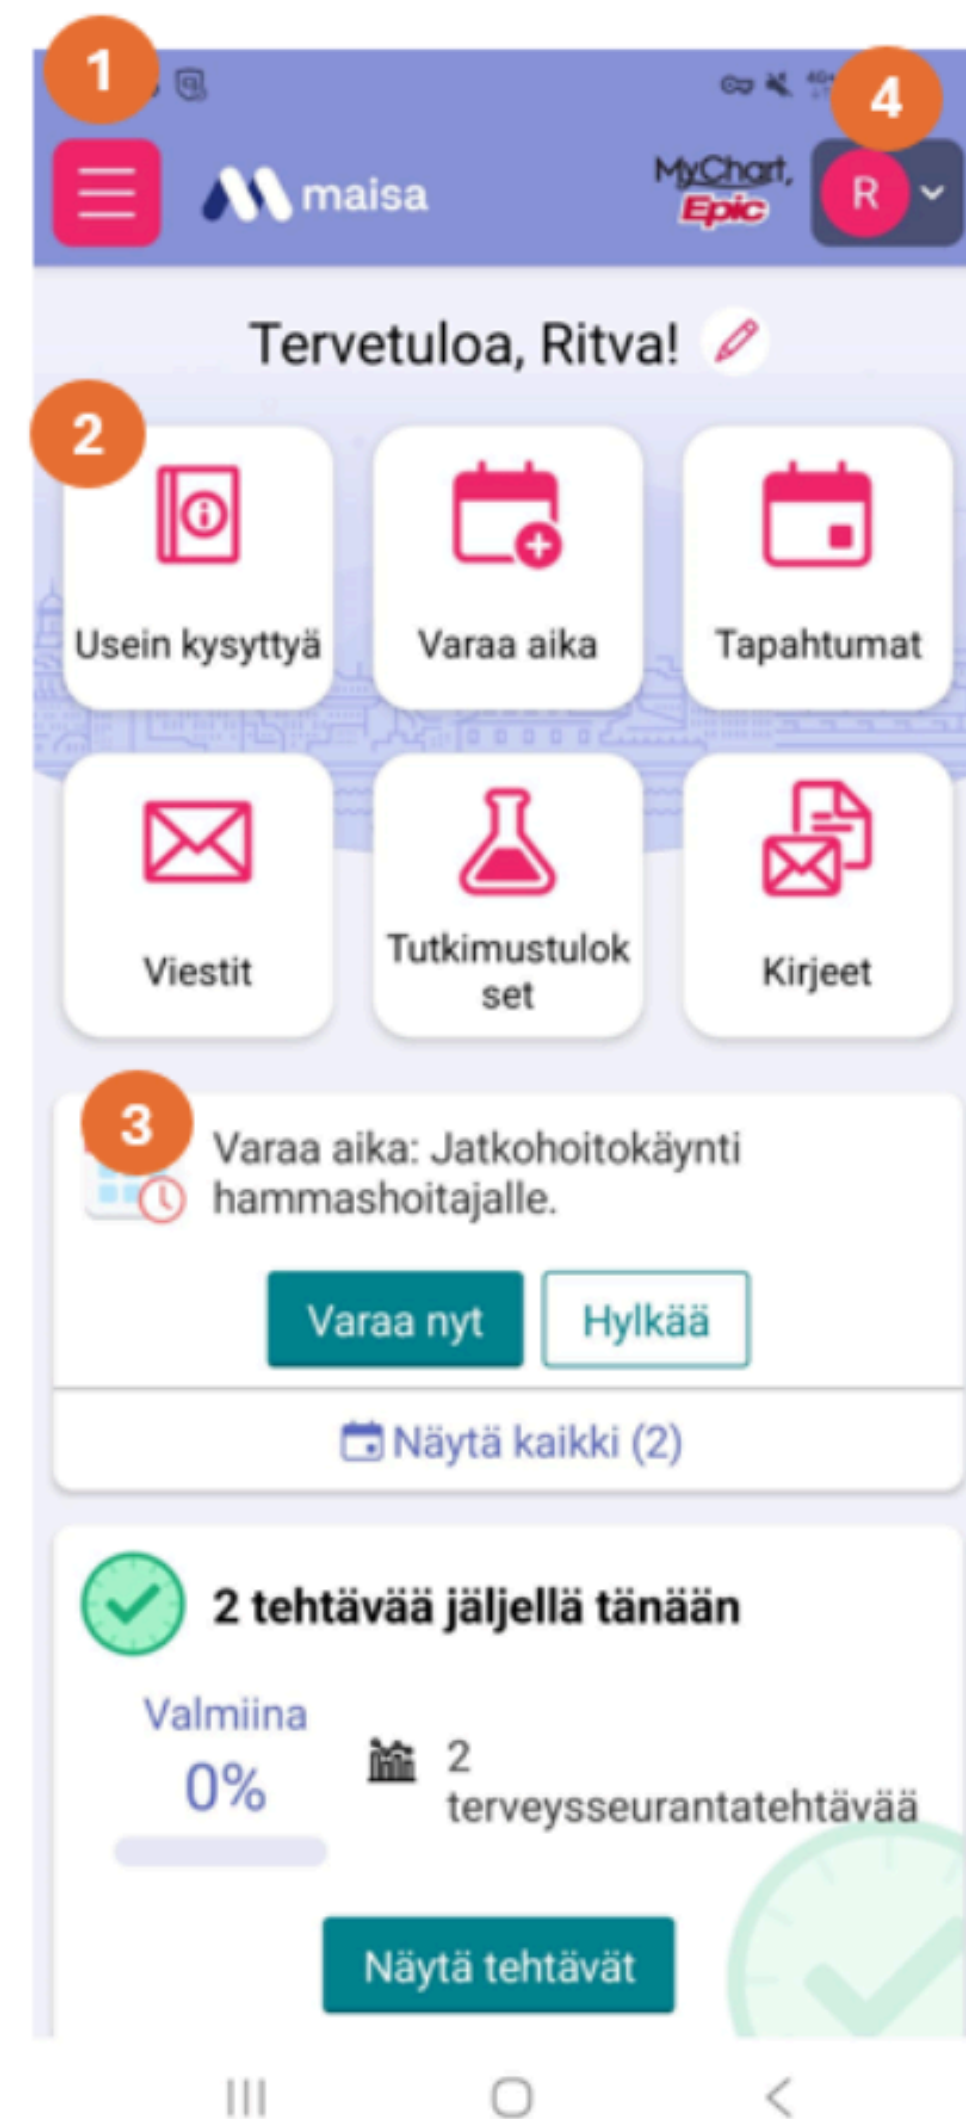 1
4
maisa
MyChart,
Epic
R
Tervetuloa, Ritva!
2
Usein kysyttyä
Varaa aika
Tapahtumat
Viestit
Tutkimustulok
set
Kirjeet
3
Varaa aika: Jatkohoitokäynti
hammashoitajalle.
Varaa nyt
Hylkää
Näytä kaikki (2)
2 tehtävää jäljellä tänään
Valmiina
0%
2
terveysseurantatehtävää
Näytä tehtävät